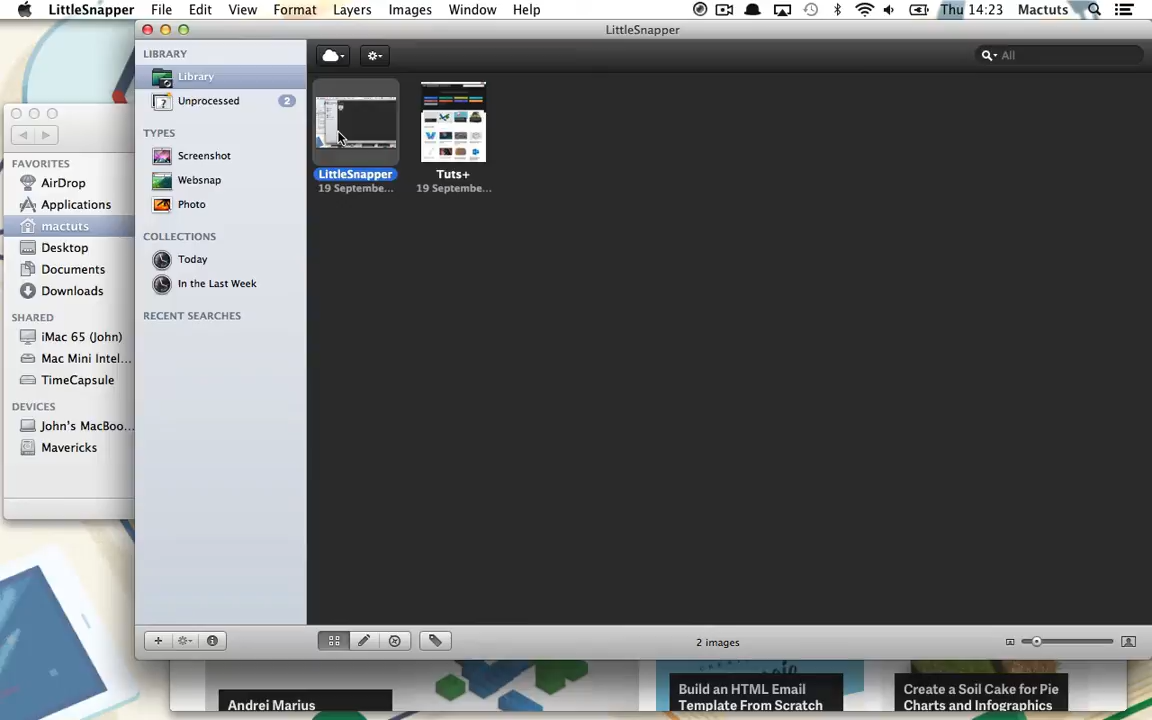 LittleSnapper File Edit View Format Layers Images Window Help Thu 14:23 Mactuts
LittleSnapper
LIBRARY
Library
Unprocessed 2
TYPES
Screenshot
Websnap
Photo
COLLECTIONS
Today
In the Last Week
RECENT SEARCHES
All
LittleSnapper
19 Septembe...
Tuts+
19 Septembe...
2 images
FAVORITES
AirDrop
Applications
mactuts
Desktop
Documents
Downloads
SHARED
iMac 65 (John)
Mac Mini Intel...
TimeCapsule
DEVICES
John's MacBoo...
Mavericks
Andrei Marius
Build an HTML Email
Template From Scratch
Create a Soil Cake for Pie
Charts and Infographics